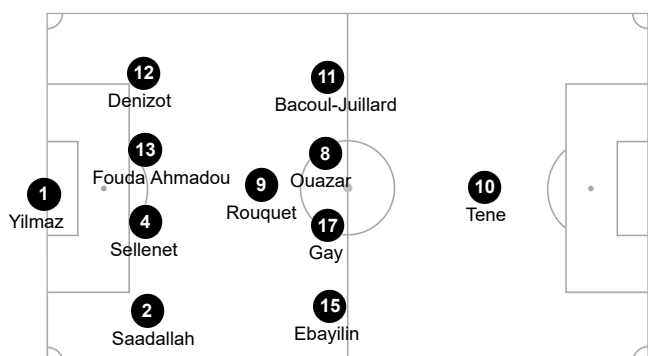 12
Denizot
11
Bacoul-Juillard
13
Fouda Ahmadou
8
Ouazar
1
Yilmaz
9
Rouquet
10
Tene
4
Sellenet
17
Gay
2
Saadallah
15
Ebayilin